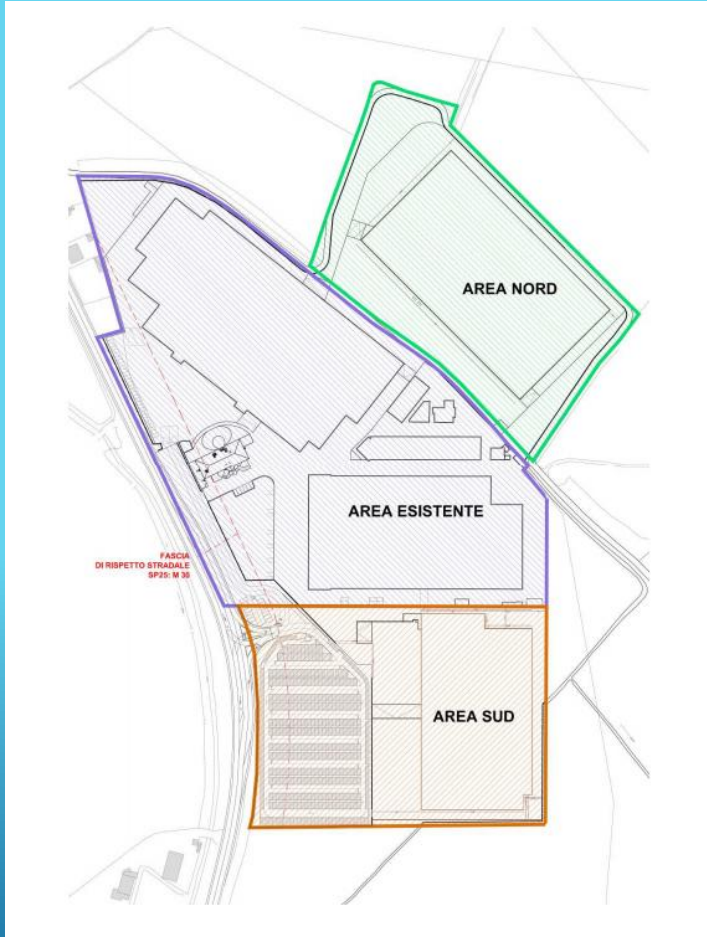 AREA NORD
AREA ESISTENTE
FASCIA
DI RISPETTO STRADALE
SP25: M 30
AREA SUD